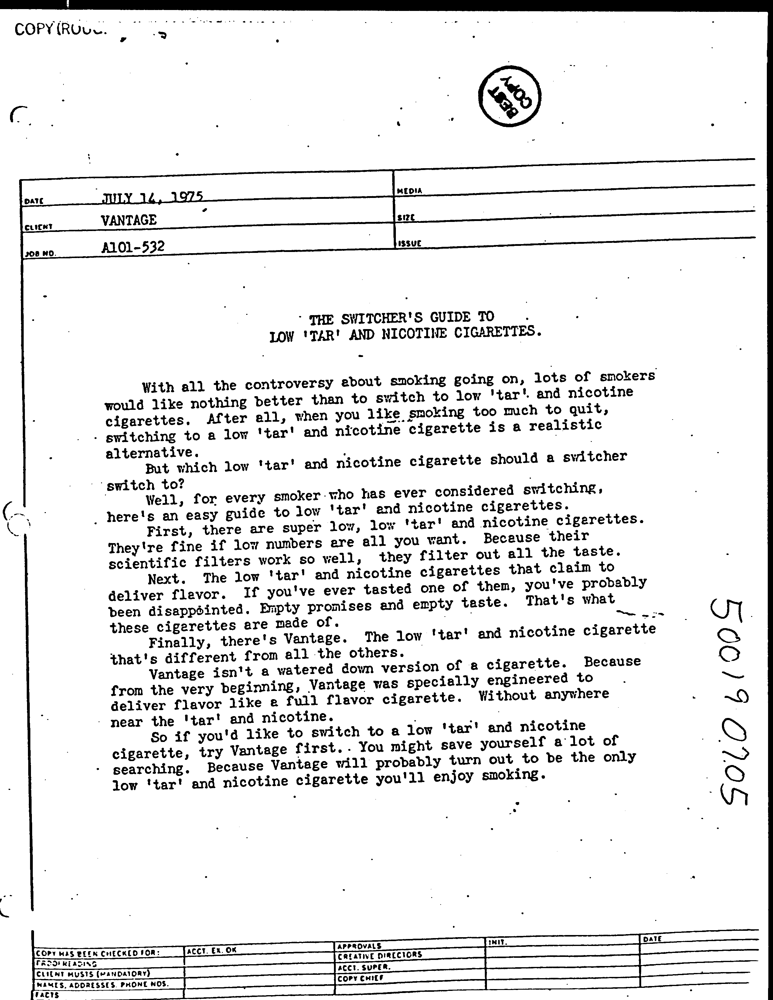 COPY
BEST
COPY
DATE JULY 14, 1975 MEDIA
CLIENT VANTAGE SIZE
JOB NO. A101-532 ISSUE
THE SWITCHER'S GUIDE TO
LOW 'TAR' AND NICOTINE CIGARETTES.
With all the controversy about smoking going on, lots of smokers
would like nothing better than to switch to low 'tar' and nicotine
cigarettes. After all, when you like smoking too much to quit,
switching to a low 'tar' and nicotine cigarette is a realistic
alternative.
But which low 'tar' and nicotine cigarette should a switcher
switch to?
Well, for every smoker who has ever considered switching,
here's an easy guide to low 'tar' and nicotine cigarettes.
First, there are super low, low 'tar' and nicotine cigarettes.
They're fine if low numbers are all you want. Because their
scientific filters work so well, they filter out all the taste.
Next. The low 'tar' and nicotine cigarettes that claim to
deliver flavor. If you've ever tasted one of them, you've probably
been disappointed. Empty promises and empty taste. That's what
these cigarettes are made of.
Finally, there's Vantage. The low 'tar' and nicotine cigarette
that's different from all the others.
Vantage isn't a watered down version of a cigarette. Because
from the very beginning, Vantage was specially engineered to
deliver flavor like a full flavor cigarette. Without anywhere
near the 'tar' and nicotine.
So if you'd like to switch to a low 'tar' and nicotine
cigarette, try Vantage first. You might save yourself a lot of
searching. Because Vantage will probably turn out to be the only
low 'tar' and nicotine cigarette you'll enjoy smoking.
50019 0705
COPY HAS BEEN CHECKED FOR: ACCT. EX. OK APPROVALS INIT. DATE
PROOFREADING CREATIVE DIRECTORS
CLIENT MUSTS (MANDATORY) ACCT. SUPER.
NAMES, ADDRESSES, PHONE NOS. COPY CHIEF
FACTS